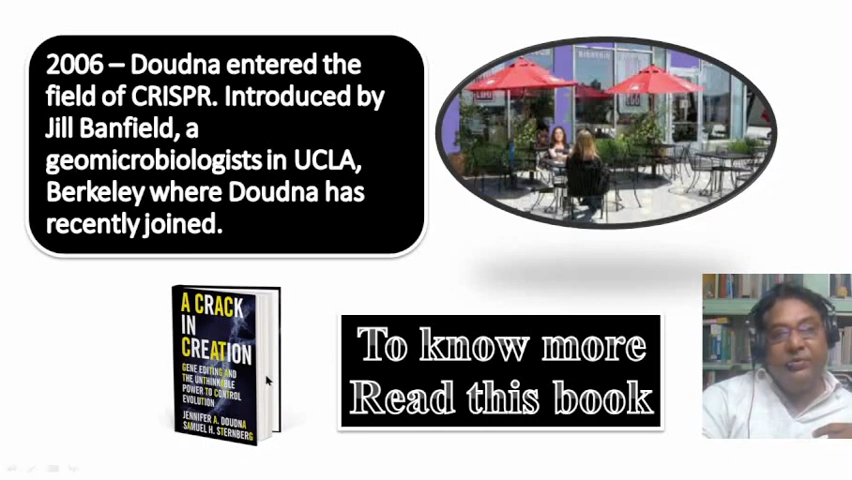 2006 – Doudna entered the
field of CRISPR. Introduced by
Jill Banfield, a
geomicrobiologists in UCLA,
Berkeley where Doudna has
recently joined.
A CRACK
IN
CREATION
GENE EDITING AND
THE UNTHINKABLE
POWER TO CONTROL
EVOLUTION
JENNIFER A. DOUDNA
SAMUEL H. STERNBERG
To know more
Read this book